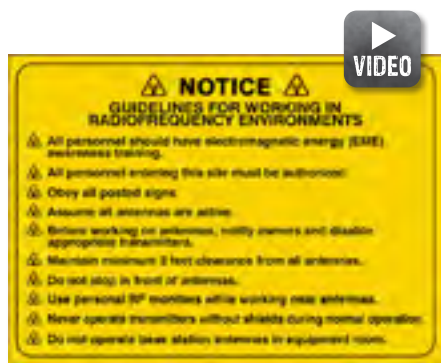 VIDEO
NOTICE
GUIDELINES FOR WORKING IN
RADIOFREQUENCY ENVIRONMENTS
All personnel should have electromagnetic energy (EME)
awareness training.
All personnel entering this site must be authorized.
Obey all posted signs.
Assume all antennas are active.
Before working on antennas, notify owners and disable
appropriate transmitters.
Maintain minimum 3 feet clearance from all antennas.
Do not stop in front of antennas.
Use personal RF monitors while working near antennas.
Never operate transmitters without shields during normal operation.
Do not operate base station antennas in equipment room.